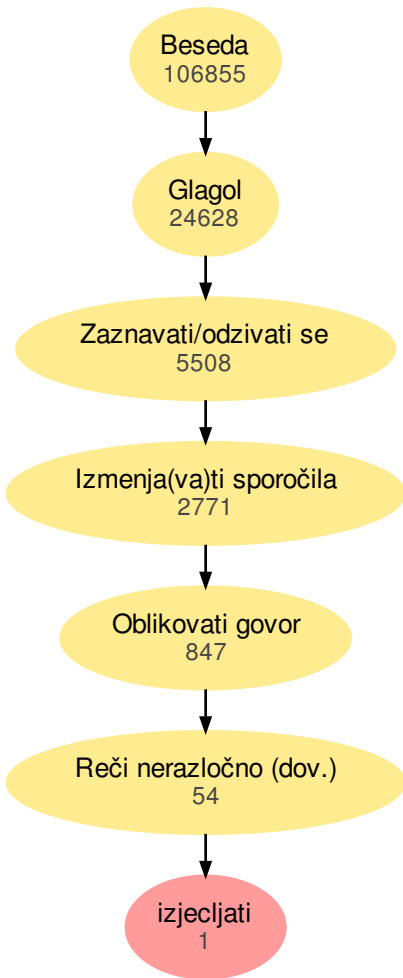 Beseda
106855
Glagol
24628
Zaznavati/odzivati se
5508
Izmenja(va)ti sporočila
2771
Oblikovati govor
847
Reči nerazločno (dov.)
54
izjecljati
1